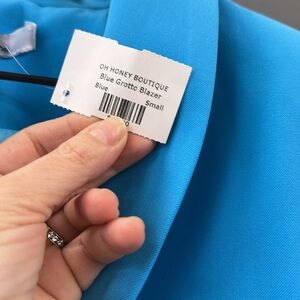 OH HONEY BOUTIQUE
Blue Grotto Blazer
Blue Small